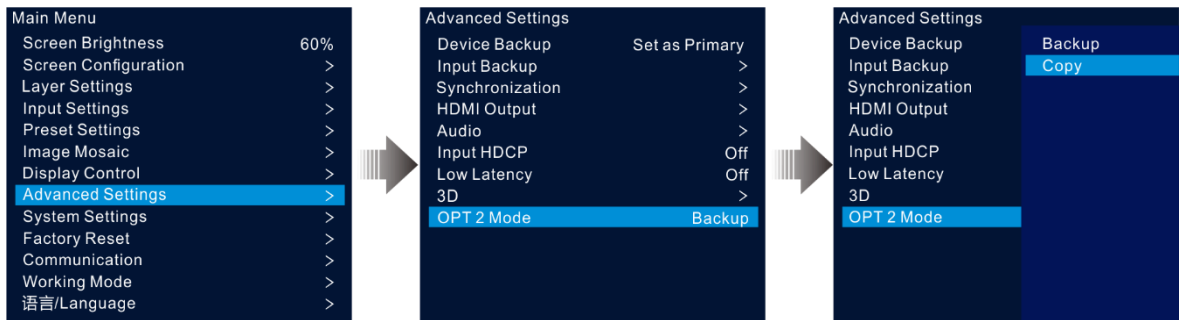 Main Menu
Screen Brightness 60%
Screen Configuration >
Layer Settings >
Input Settings >
Preset Settings >
Image Mosaic >
Display Control >
Advanced Settings >
System Settings >
Factory Reset >
Communication >
Working Mode >
语言/Language >
Advanced Settings
Device Backup Set as Primary
Input Backup >
Synchronization >
HDMI Output >
Audio >
Input HDCP Off
Low Latency Off
3D >
OPT 2 Mode Backup
Advanced Settings
Device Backup Backup
Input Backup Copy
Synchronization
HDMI Output
Audio
Input HDCP
Low Latency
3D
OPT 2 Mode